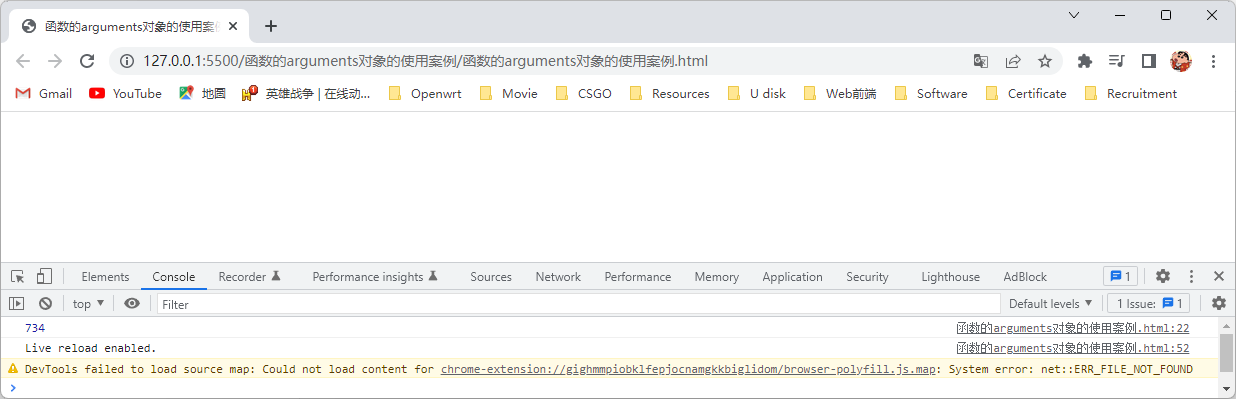 函数的arguments对象的使用案
127.0.0.1:5500/函数的arguments对象的使用案例/函数的arguments对象的使用案例.html
Gmail YouTube 地圖 英雄战争 | 在线动... Openwrt Movie CSGO Resources U disk Web前端 Software Certificate Recruitment
Elements Console Recorder Performance insights Sources Network Performance Memory Application Security Lighthouse AdBlock 1
top Filter Default levels 1 Issue: 1
734 函数的arguments对象的使用案例.html:22
Live reload enabled. 函数的arguments对象的使用案例.html:52
DevTools failed to load source map: Could not load content for chrome-extension://gighmmpiobklfepjocnamgkkbiglidom/browser-polyfill.js.map: System error: net::ERR_FILE_NOT_FOUND